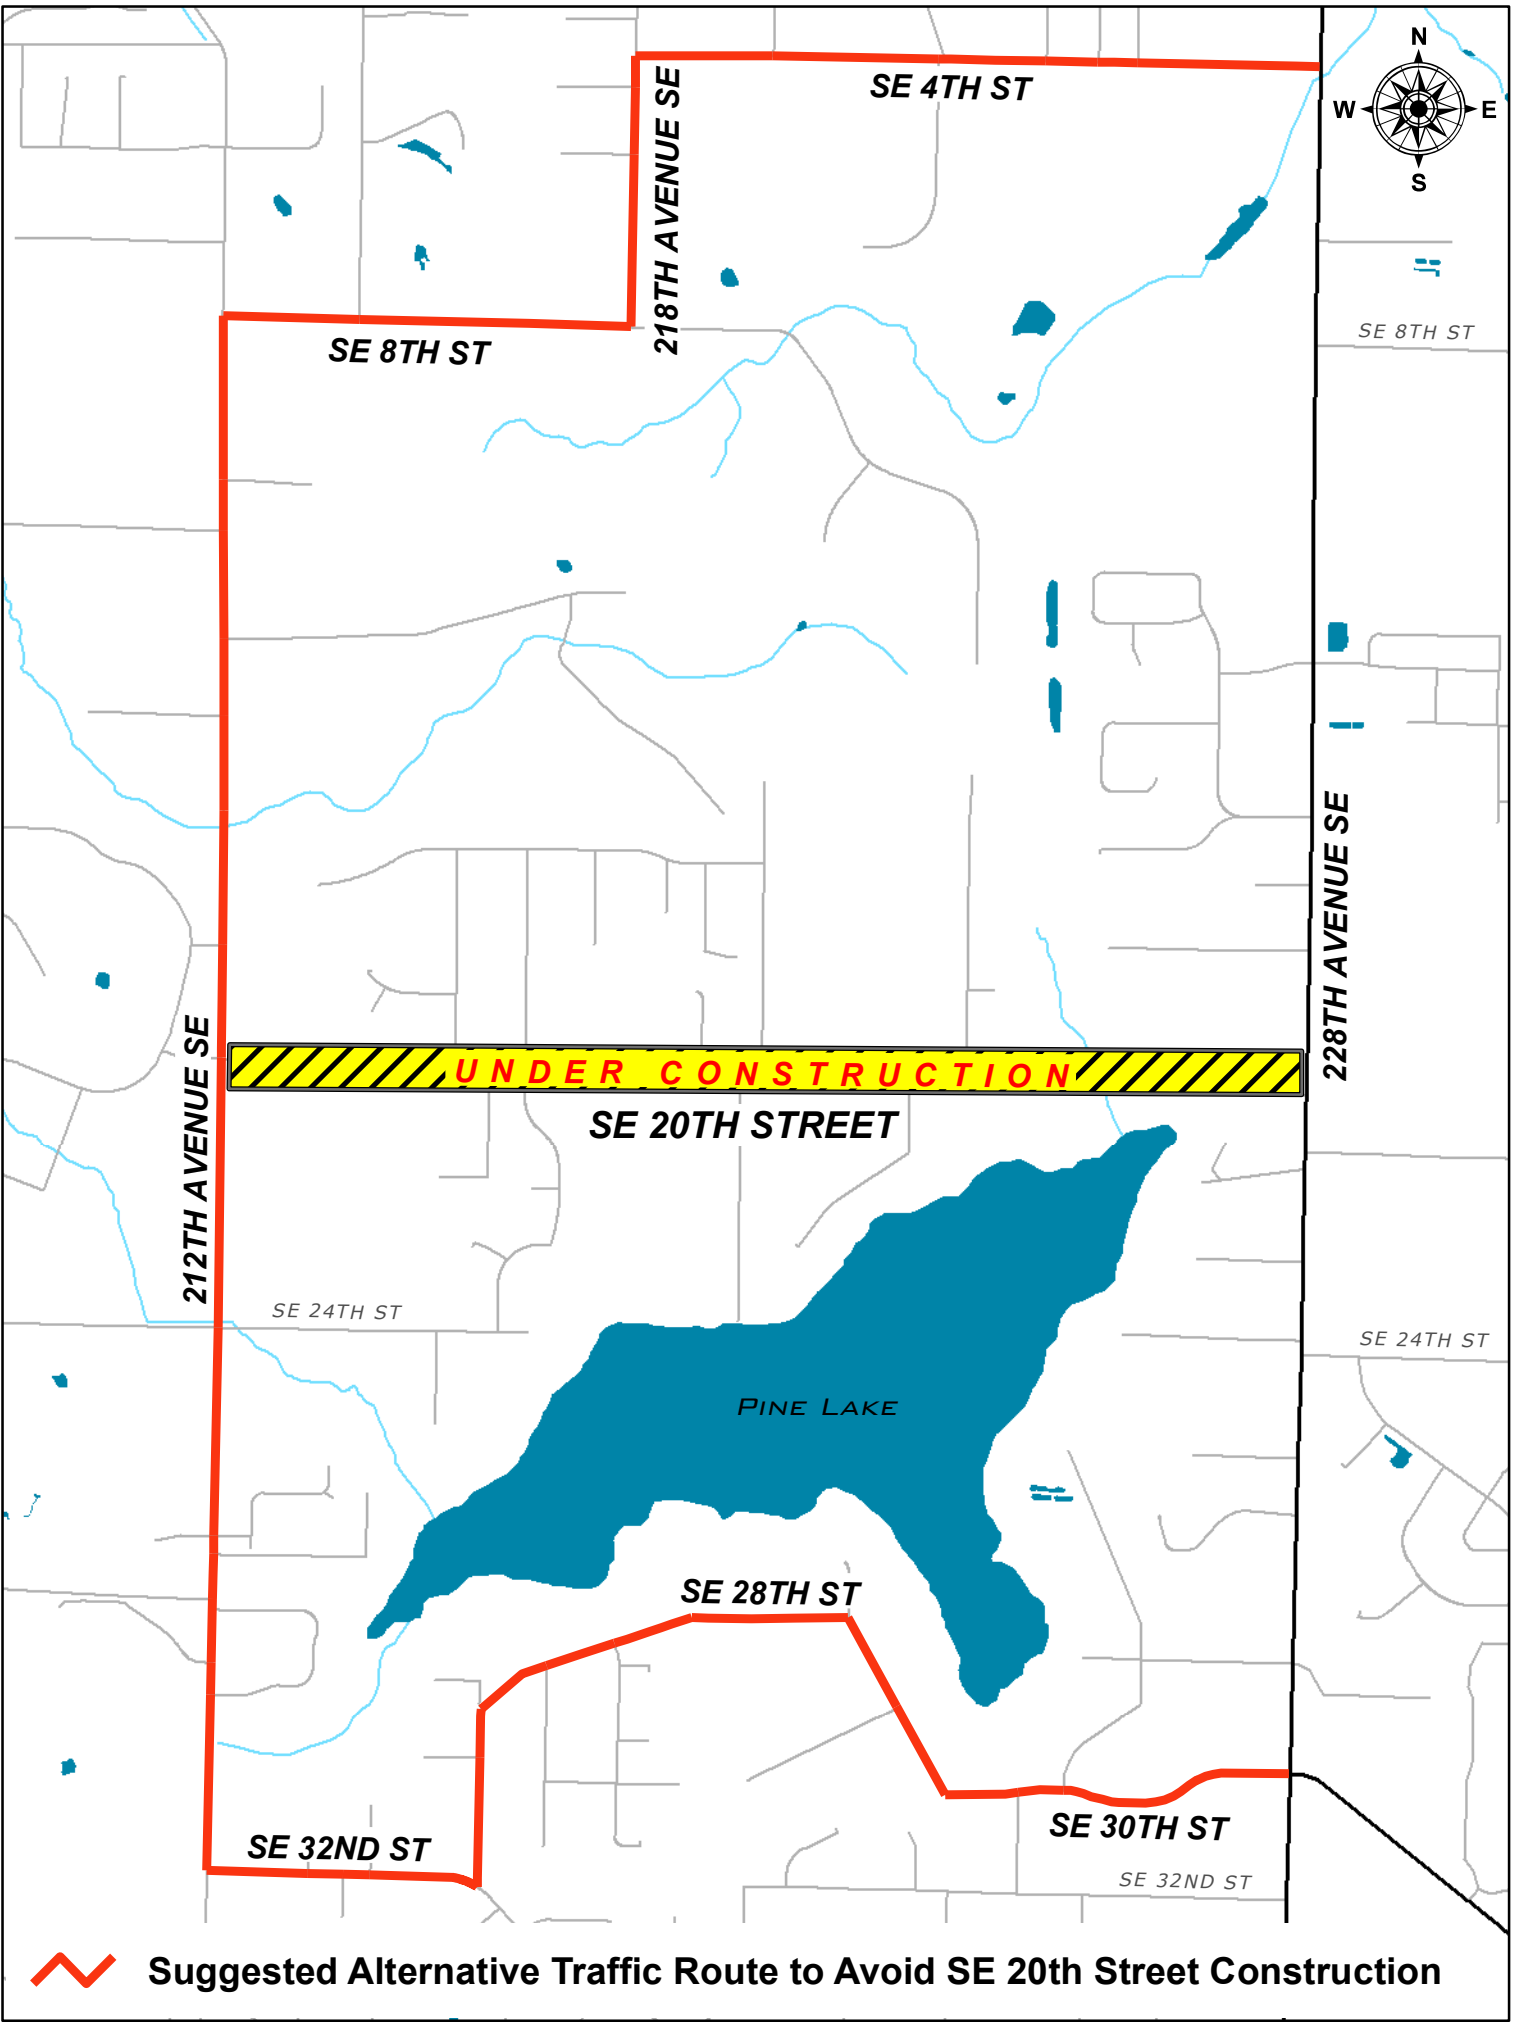 N
SE 4TH ST
W
E
S
218TH AVENUE SE
SE 8TH ST
SE 8TH ST
228TH AVENUE SE
212TH AVENUE SE
UNDER CONSTRUCTION
SE 20TH STREET
SE 24TH ST
SE 24TH ST
PINE LAKE
SE 28TH ST
SE 30TH ST
SE 32ND ST
SE 32ND ST
Suggested Alternative Traffic Route to Avoid SE 20th Street Construction